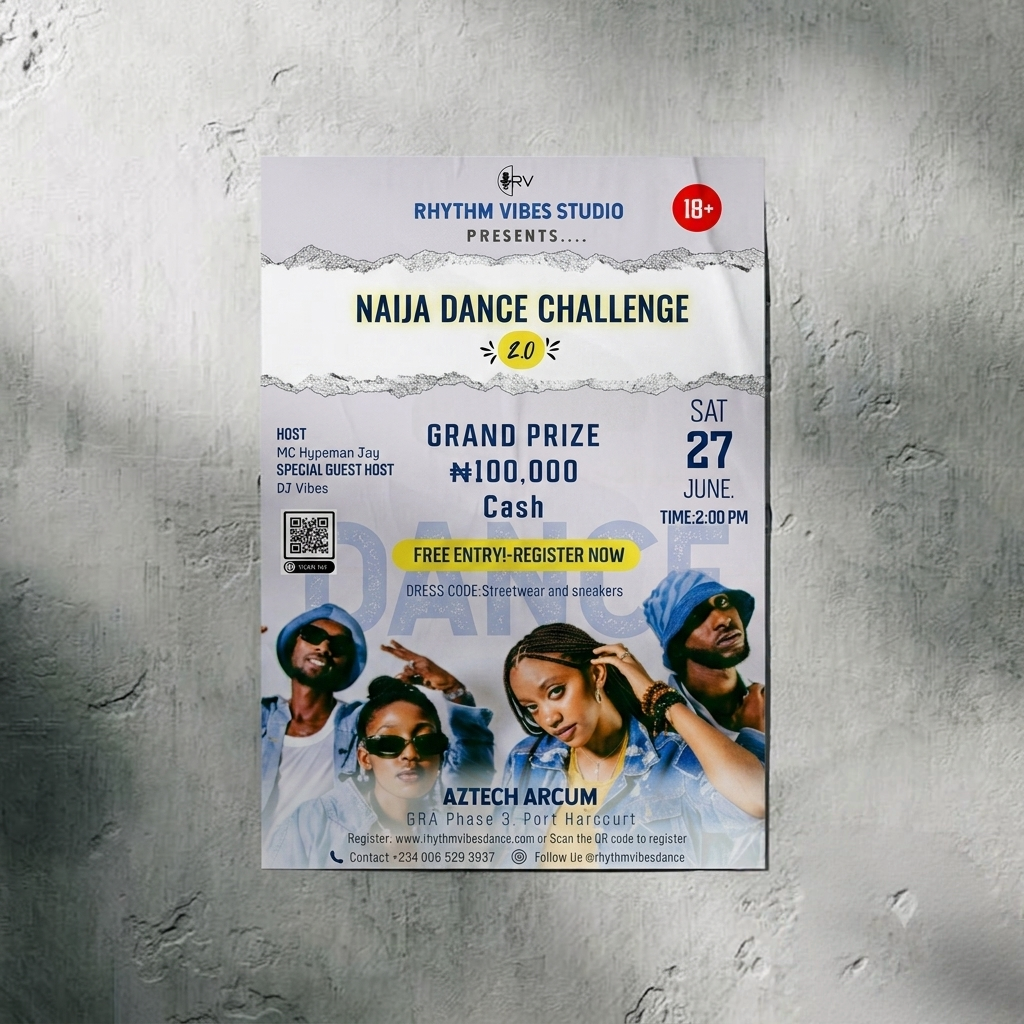 RV
RHYTHM VIBES STUDIO
PRESENTS....
18+
NAIJA DANCE CHALLENGE
2.0
HOST
MC Hypeman Jay
SPECIAL GUEST HOST
DJ Vibes
GRAND PRIZE
₦100,000
Cash
SAT
27
JUNE.
TIME:2:00 PM
DANCE
FREE ENTRY!-REGISTER NOW
DRESS CODE:Streetwear and sneakers
AZTECH ARCUM
GRA Phase 3. Port Harccurt
Register: www.ihythmvibesdance.com or Scan the QR code to register
Contact +234 006 529 3937
Follow Ue @rhythmvibesdance